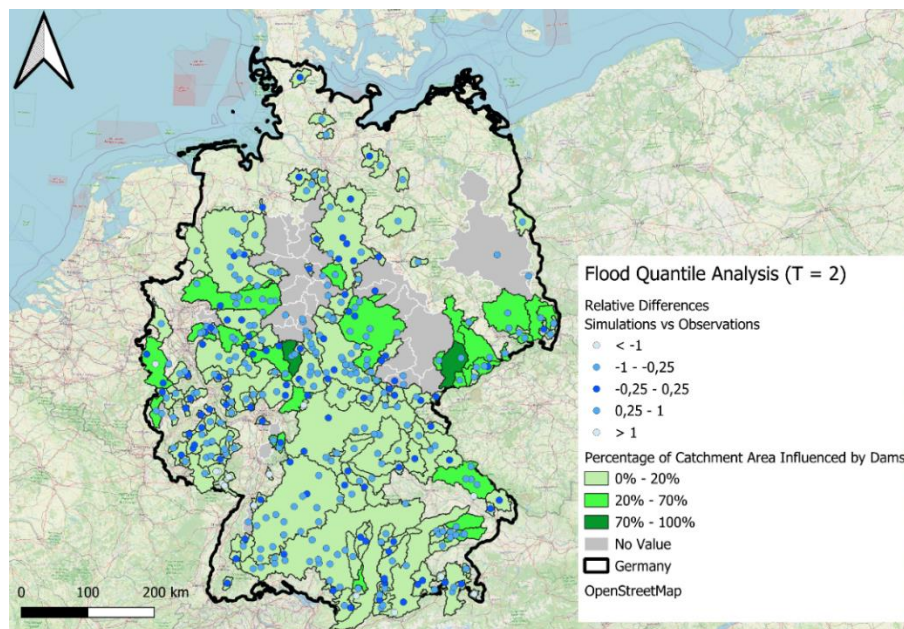 Flood Quantile Analysis (T = 2)
Relative Differences
Simulations vs Observations
< -1
-1 - -0,25
-0,25 - 0,25
0,25 - 1
> 1
Percentage of Catchment Area Influenced by Dams
0% - 20%
20% - 70%
70% - 100%
No Value
Germany
OpenStreetMap
0 100 200 km